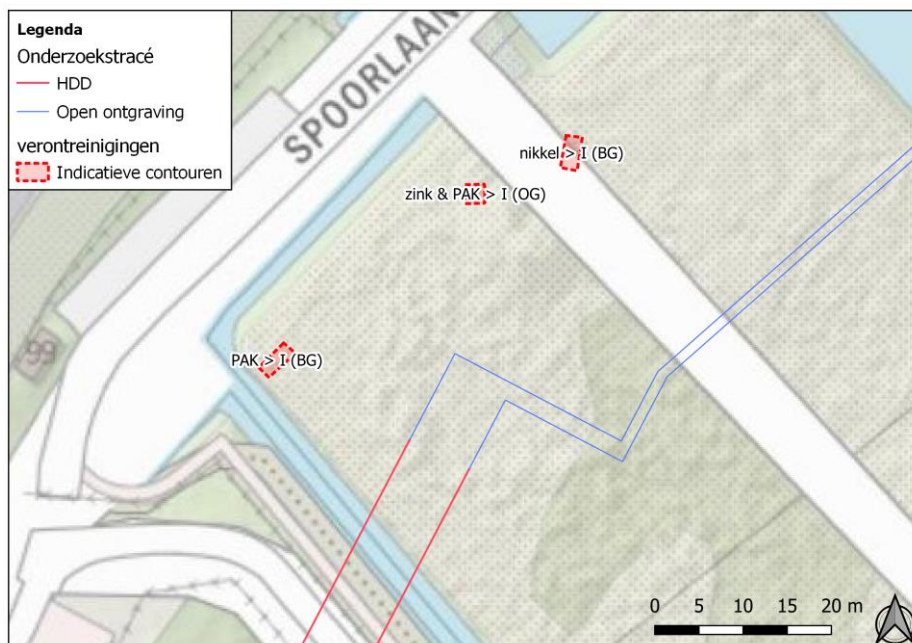 Legenda
Onderzoekstracé
HDD
Open ontgraving
verontreinigingen
Indicatieve contouren
SPOORLAAN
nikkel > I (BG)
zink & PAK > I (OG)
PAK > I (BG)
99
0 5 10 15 20 m